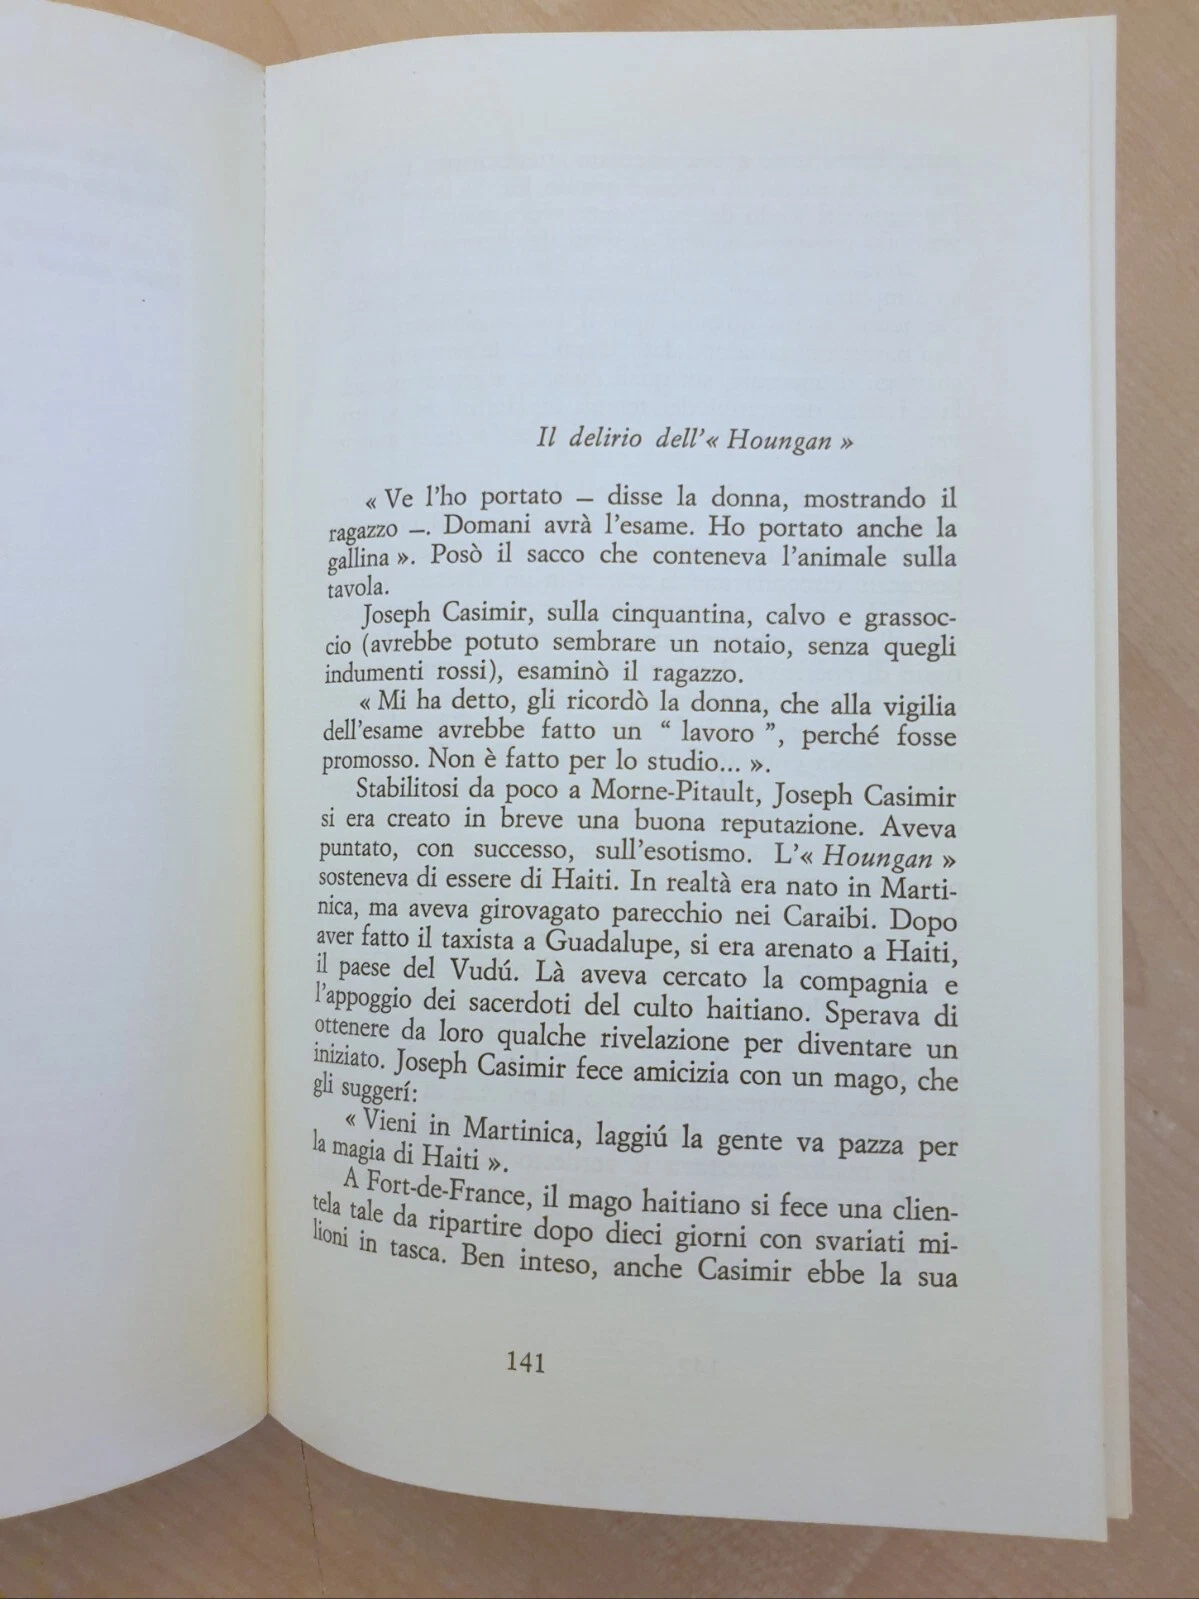 Il delirio dell'« Houngan »
« Ve l'ho portato — disse la donna, mostrando il
ragazzo —. Domani avrà l'esame. Ho portato anche la
gallina ». Posò il sacco che conteneva l'animale sulla
tavola.
Joseph Casimir, sulla cinquantina, calvo e grassoc-
cio (avrebbe potuto sembrare un notaio, senza quegli
indumenti rossi), esaminò il ragazzo.
« Mi ha detto, gli ricordò la donna, che alla vigilia
dell'esame avrebbe fatto un “ lavoro ”, perché fosse
promosso. Non è fatto per lo studio... ».
Stabilitosi da poco a Morne-Pitault, Joseph Casimir
si era creato in breve una buona reputazione. Aveva
puntato, con successo, sull'esotismo. L'« Houngan »
sosteneva di essere di Haiti. In realtà era nato in Marti-
nica, ma aveva girovagato parecchio nei Caraibi. Dopo
aver fatto il taxista a Guadalupe, si era arenato a Haiti,
il paese del Vudú. Là aveva cercato la compagnia e
l'appoggio dei sacerdoti del culto haitiano. Sperava di
ottenere da loro qualche rivelazione per diventare un
iniziato. Joseph Casimir fece amicizia con un mago, che
gli suggerí:
« Vieni in Martinica, laggiú la gente va pazza per
la magia di Haiti ».
A Fort-de-France, il mago haitiano si fece una clien-
tela tale da ripartire dopo dieci giorni con svariati mi-
lioni in tasca. Ben inteso, anche Casimir ebbe la sua
141